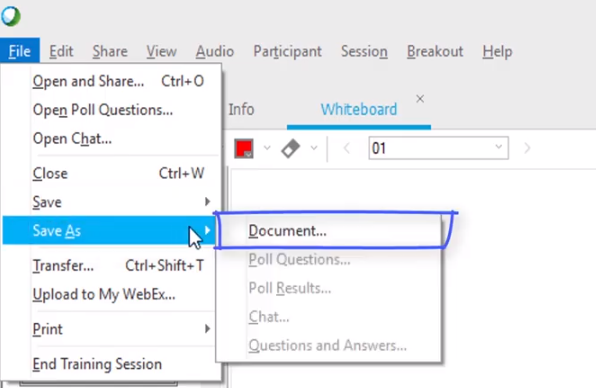 File Edit Share View Audio Participant Session Breakout Help
Open and Share... Ctrl+O
Open Poll Questions...
Open Chat...
Close Ctrl+W
Save
Save As
Transfer... Ctrl+Shift+T
Upload to My WebEx...
Print
End Training Session
Info Whiteboard
01
Document...
Poll Questions...
Poll Results...
Chat...
Questions and Answers...